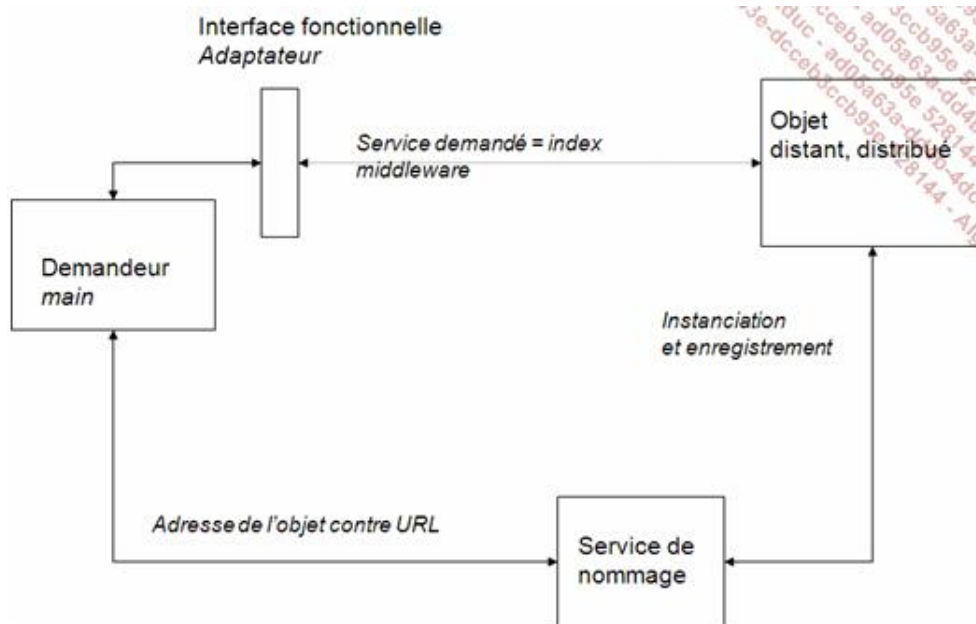 Interface fonctionnelle
Adaptateur
Service demandé = index
middleware
Objet
distant, distribué
Demandeur
main
Instanciation
et enregistrement
Adresse de l'objet contre URL
Service de
nommage